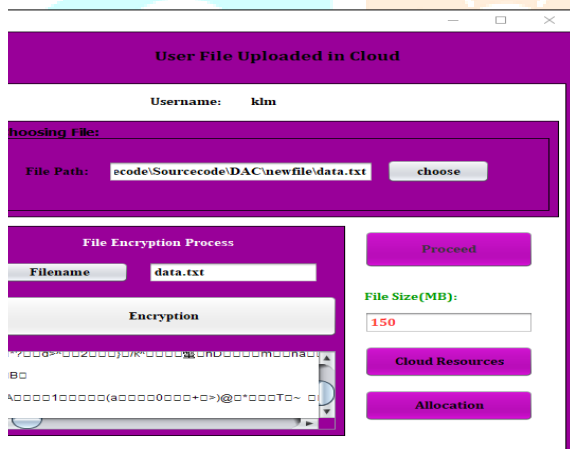 User File Uploaded in Cloud
Username: klm
hoosing File:
File Path: ecode\Sourcecode\DAC\newfile\data.txt choose
File Encryption Process
Proceed
Filename data.txt
File Size(MB):
Encryption
150
Cloud Resources
Allocation